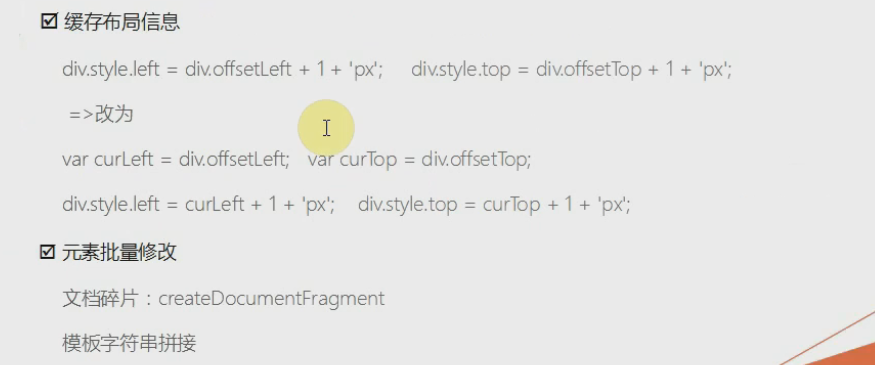 缓存布局信息
div.style.left = div.offsetLeft + 1 + 'px'; div.style.top = div.offsetTop + 1 + 'px';
=>改为
var curLeft = div.offsetLeft; var curTop = div.offsetTop;
div.style.left = curLeft + 1 + 'px'; div.style.top = curTop + 1 + 'px';
元素批量修改
文档碎片：createDocumentFragment
模板字符串拼接